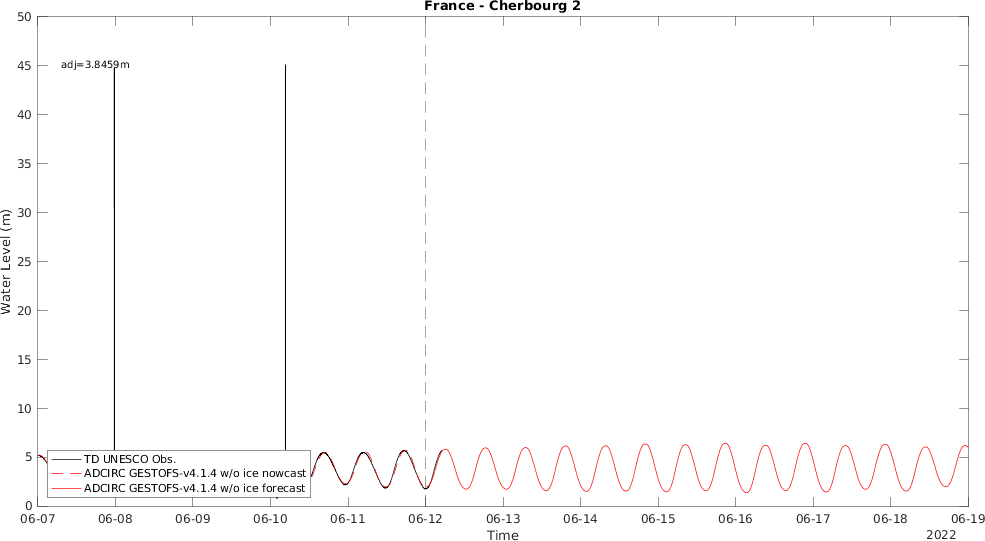 France - Cherbourg 2
50
45
40
35
30
25
20
15
10
5
0
Water Level (m)
adj=3.8459m
TD UNESCO Obs.
ADCIRC GESTOFS-v4.1.4 w/o ice nowcast
ADCIRC GESTOFS-v4.1.4 w/o ice forecast
06-07 06-08 06-09 06-10 06-11 06-12 06-13 06-14 06-15 06-16 06-17 06-18 06-19
Time
2022